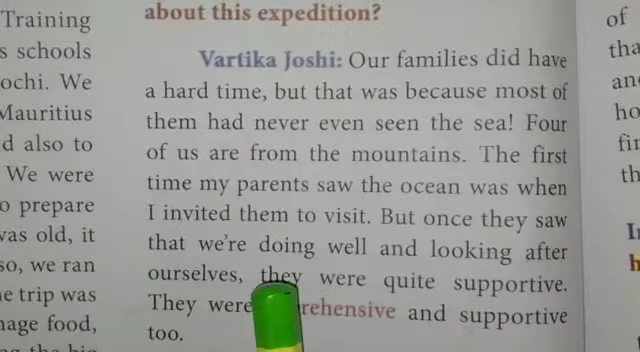 Training
s schools
ochi. We
Mauritius
d also to
We were
o prepare
was old, it
so, we ran
e trip was
nage food,
about this expedition?
Vartika Joshi: Our families did have
a hard time, but that was because most of
them had never even seen the sea! Four
of us are from the mountains. The first
time my parents saw the ocean was when
I invited them to visit. But once they saw
that we're doing well and looking after
ourselves, they were quite supportive.
They were rehensive and supportive
too.
of
tha
an
ho
fin
th
I
h